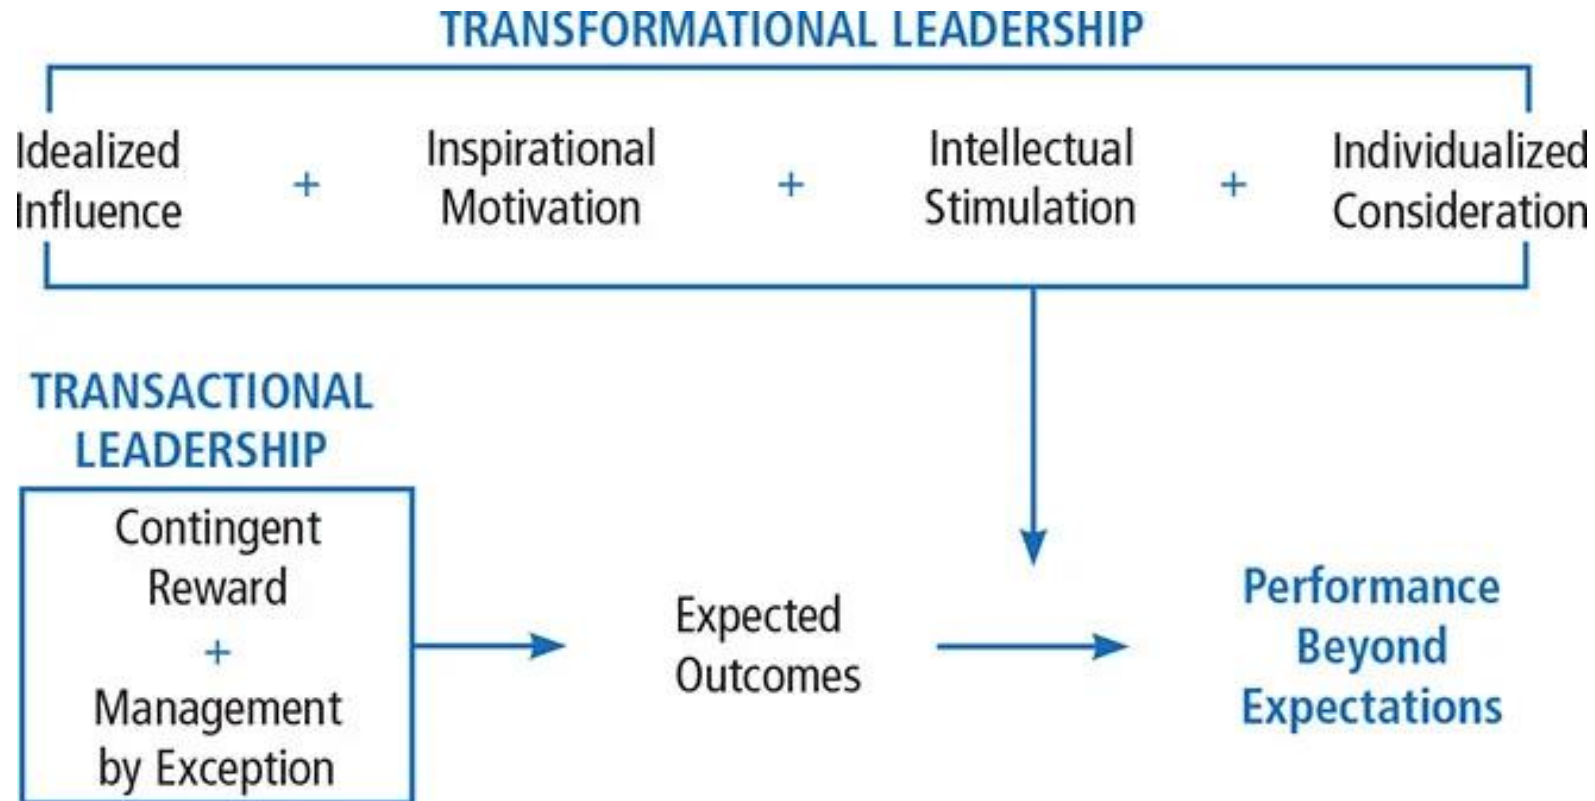 TRANSFORMATIONAL LEADERSHIP
Idealized
Influence
+
Inspirational
Motivation
+
Intellectual
Stimulation
+
Individualized
Consideration
TRANSACTIONAL
LEADERSHIP
Contingent
Reward
+
Management
by Exception
Expected
Outcomes
Performance
Beyond
Expectations